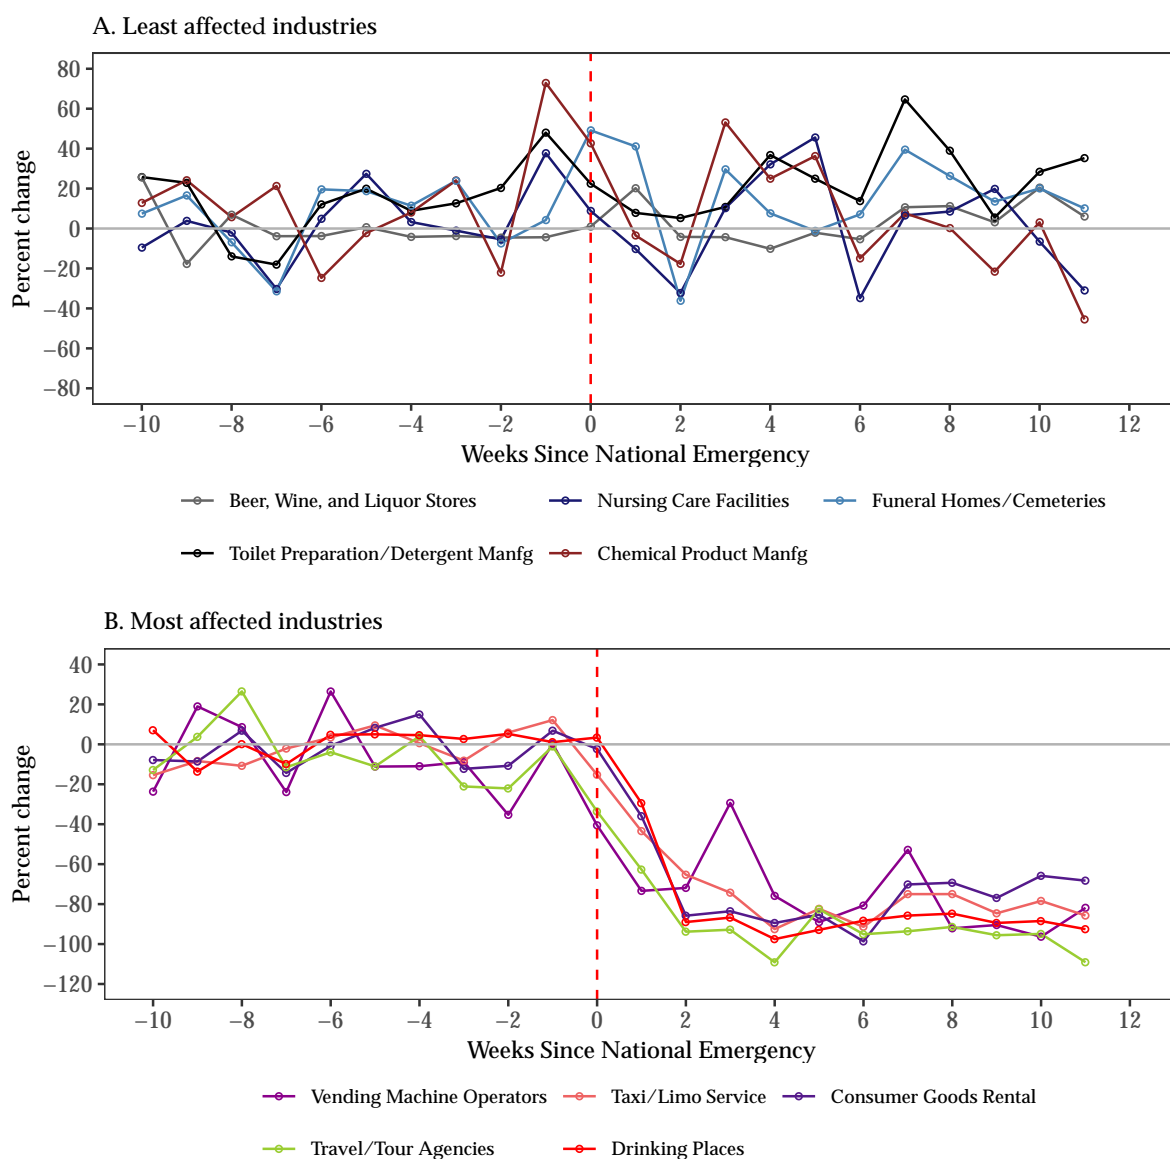 A. Least affected industries
80
60
40
20
0
−20
−40
−60
−80
Percent change
−10 −8 −6 −4 −2 0 2 4 6 8 10 12
Weeks Since National Emergency
Beer, Wine, and Liquor Stores Nursing Care Facilities Funeral Homes/Cemeteries
Toilet Preparation/Detergent Manfg Chemical Product Manfg
B. Most affected industries
40
20
0
−20
−40
−60
−80
−100
−120
Percent change
−10 −8 −6 −4 −2 0 2 4 6 8 10 12
Weeks Since National Emergency
Vending Machine Operators Taxi/Limo Service Consumer Goods Rental
Travel/Tour Agencies Drinking Places